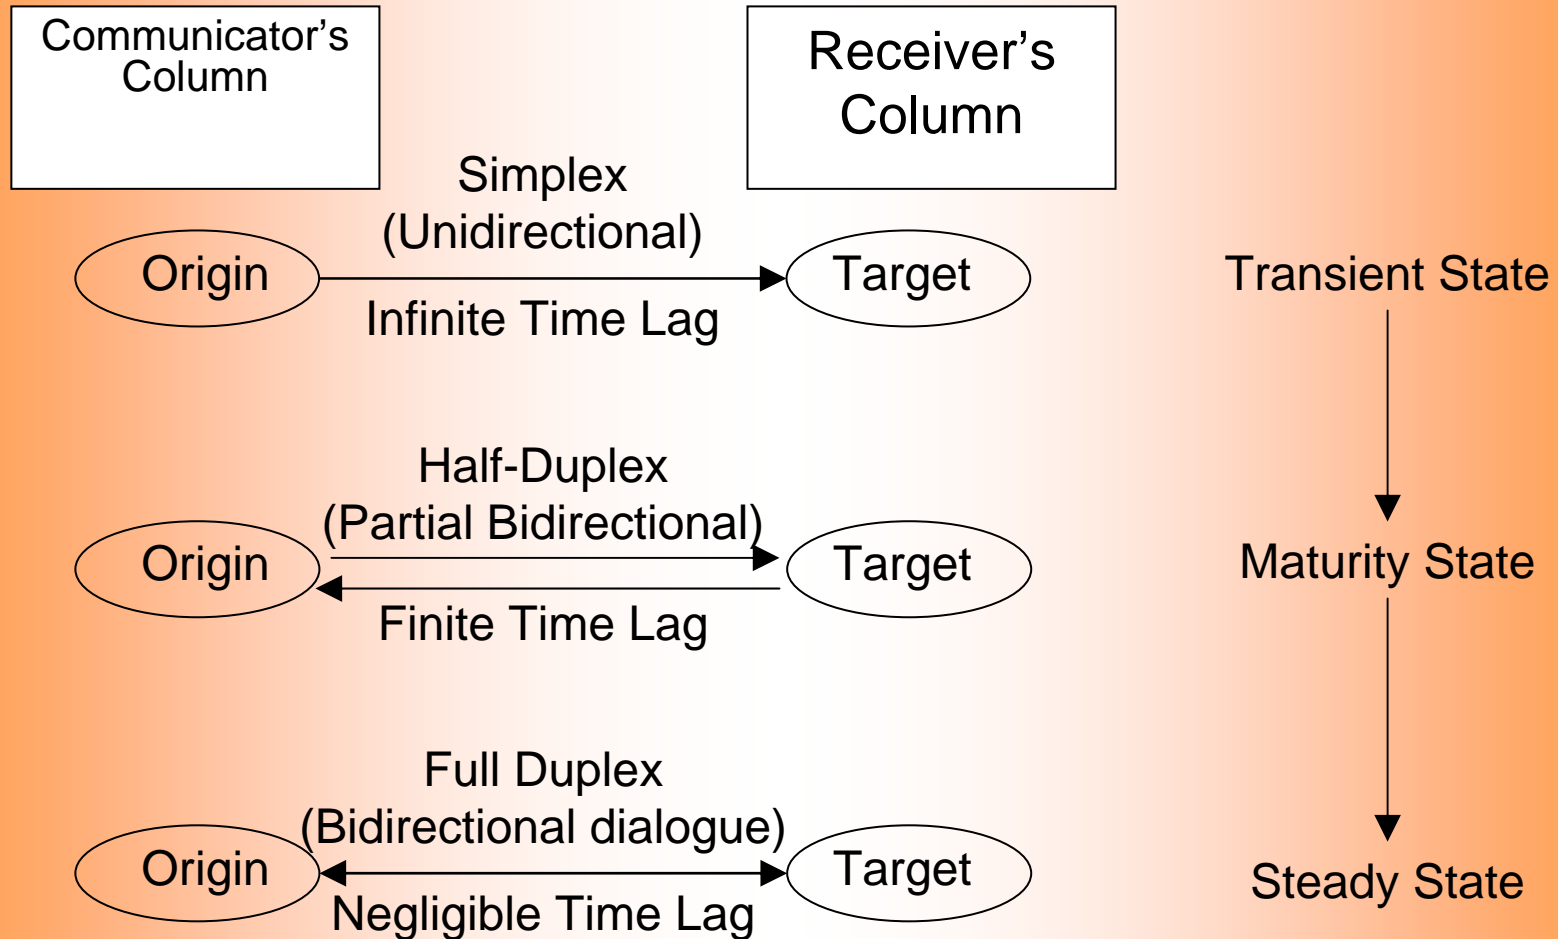 Communicator’s
Column
Receiver’s
Column
Simplex
(Unidirectional)
Origin
Target
Transient State
Infinite Time Lag
Half-Duplex
(Partial Bidirectional)
Origin
Target
Maturity State
Finite Time Lag
Full Duplex
(Bidirectional dialogue)
Origin
Target
Steady State
Negligible Time Lag